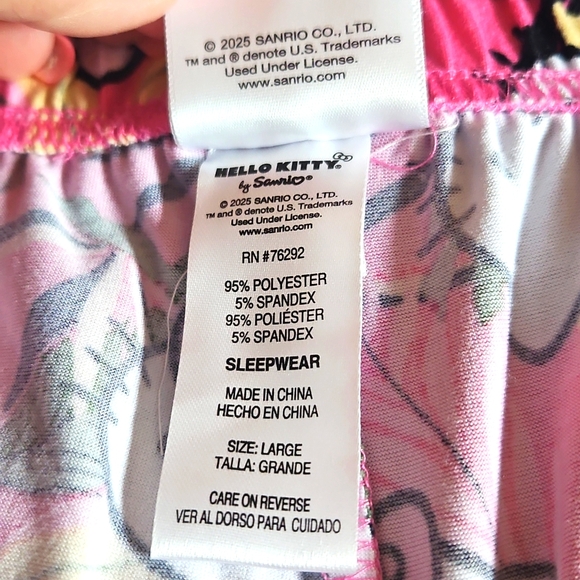 © 2025 SANRIO CO., LTD.
TM and ® denote U.S. Trademarks
Used Under License.
www.sanrio.com
HELLO KITTY®
by Sanrio®
© 2025 SANRIO CO., LTD.
TM and ® denote U.S. Trademarks
Used Under License.
www.sanrio.com
RN #76292
95% POLYESTER
5% SPANDEX
95% POLIÉSTER
5% SPANDEX
SLEEPWEAR
MADE IN CHINA
HECHO EN CHINA
SIZE: LARGE
TALLA: GRANDE
CARE ON REVERSE
VER AL DORSO PARA CUIDADO